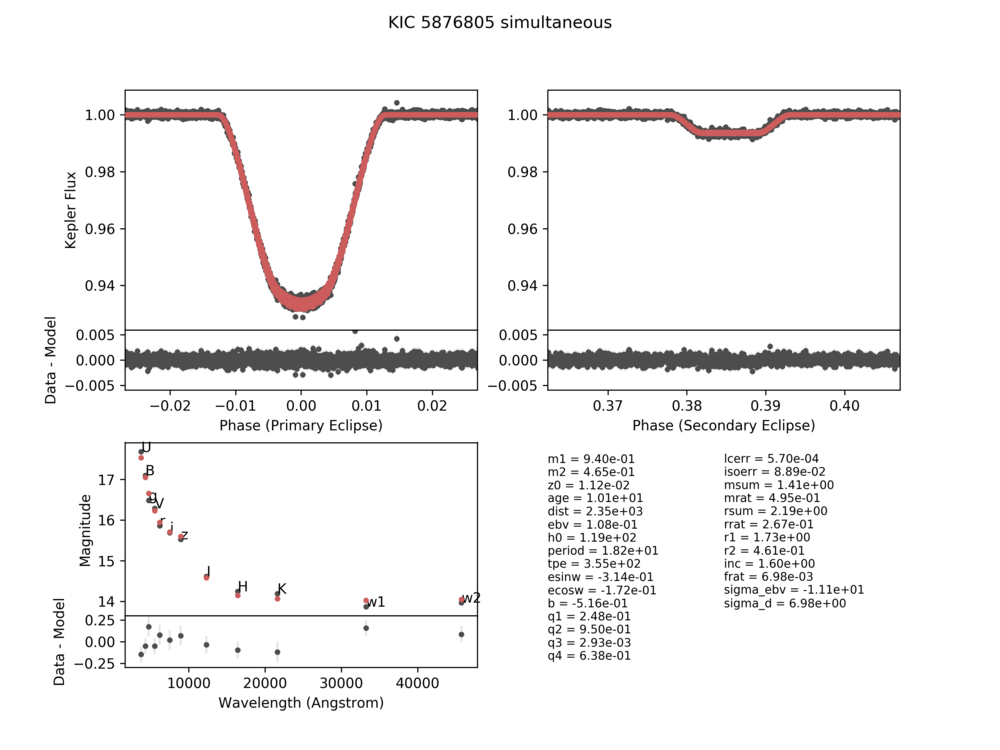 KIC 5876805 simultaneous
1.00
0.98
0.96
0.94
Kepler Flux
0.005
0.000
−0.005
Data - Model
−0.02 −0.01 0.00 0.01 0.02
Phase (Primary Eclipse)
1.00
0.98
0.96
0.94
0.005
0.000
−0.005
0.37 0.38 0.39 0.40
Phase (Secondary Eclipse)
17
16
15
14
Magnitude
U
B
V
r
i
z
J
H
K
w1
w2
0.25
0.00
−0.25
Data - Model
10000 20000 30000 40000
Wavelength (Angstrom)
m1 = 9.40e-01
m2 = 4.65e-01
z0 = 1.12e-02
age = 1.01e+01
dist = 2.35e+03
ebv = 1.08e-01
h0 = 1.19e+02
period = 1.82e+01
tpe = 3.55e+02
esinw = -3.14e-01
ecosw = -1.72e-01
b = -5.16e-01
q1 = 2.48e-01
q2 = 9.50e-01
q3 = 2.93e-03
q4 = 6.38e-01
lcerr = 5.70e-04
isoerr = 8.89e-02
msum = 1.41e+00
mrat = 4.95e-01
rsum = 2.19e+00
rrat = 2.67e-01
r1 = 1.73e+00
r2 = 4.61e-01
inc = 1.60e+00
frat = 6.98e-03
sigma_ebv = -1.11e+01
sigma_d = 6.98e+00